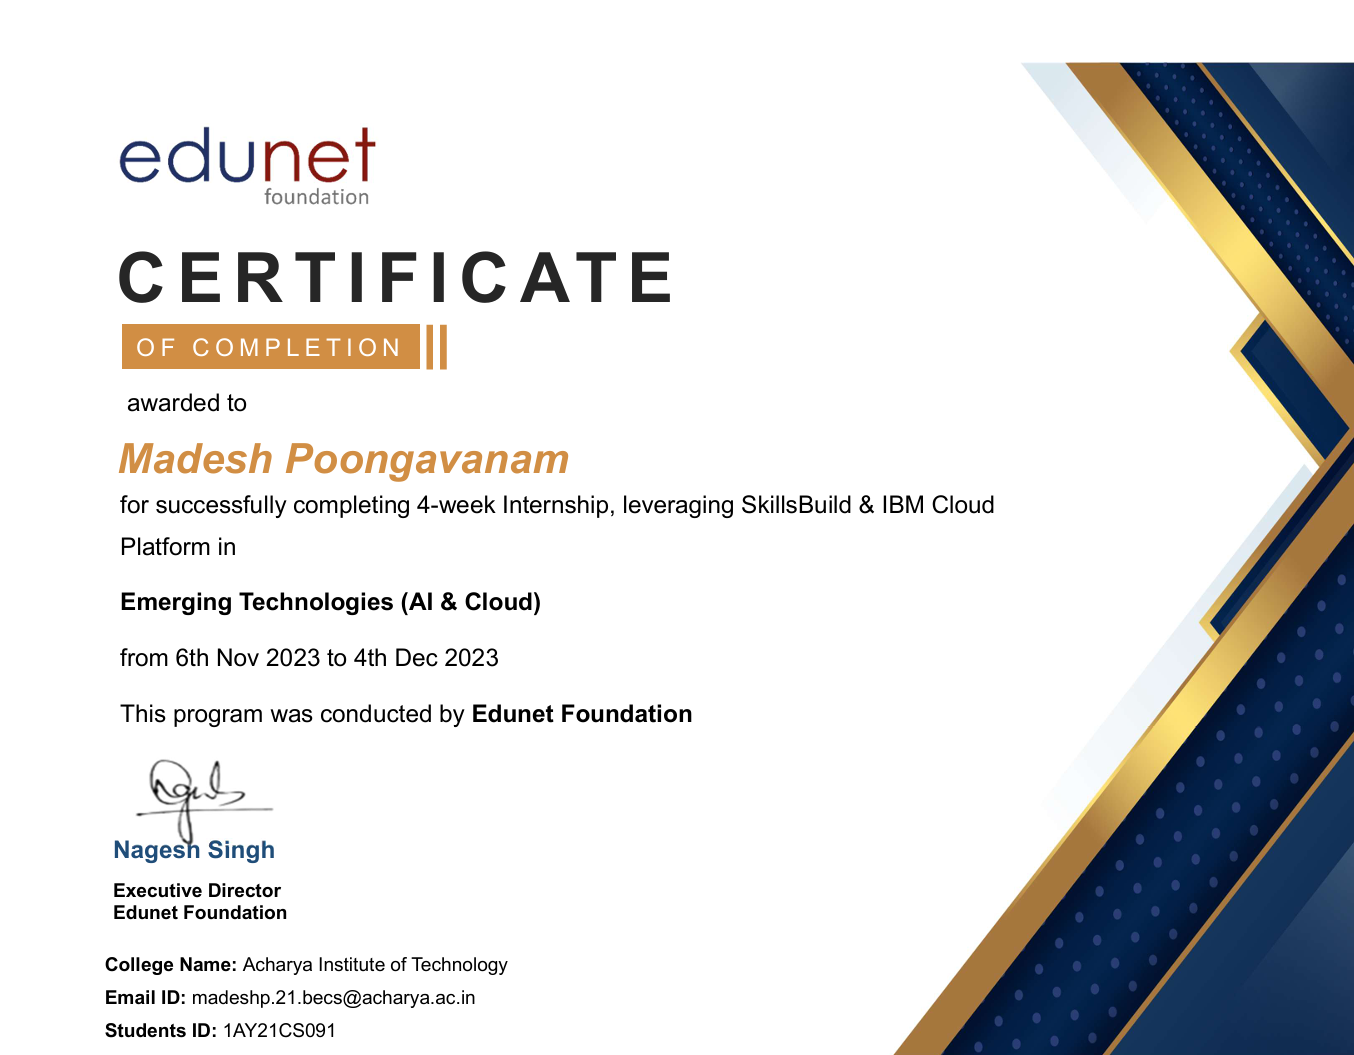 edunet
foundation
CERTIFICATE
OF COMPLETION
awarded to
Madesh Poongavanam
for successfully completing 4-week Internship, leveraging SkillsBuild & IBM Cloud
Platform in
Emerging Technologies (AI & Cloud)
from 6th Nov 2023 to 4th Dec 2023
This program was conducted by Edunet Foundation
Nagesh Singh
Executive Director
Edunet Foundation
College Name: Acharya Institute of Technology
Email ID: madeshp.21.becs@acharya.ac.in
Students ID: 1AY21CS091